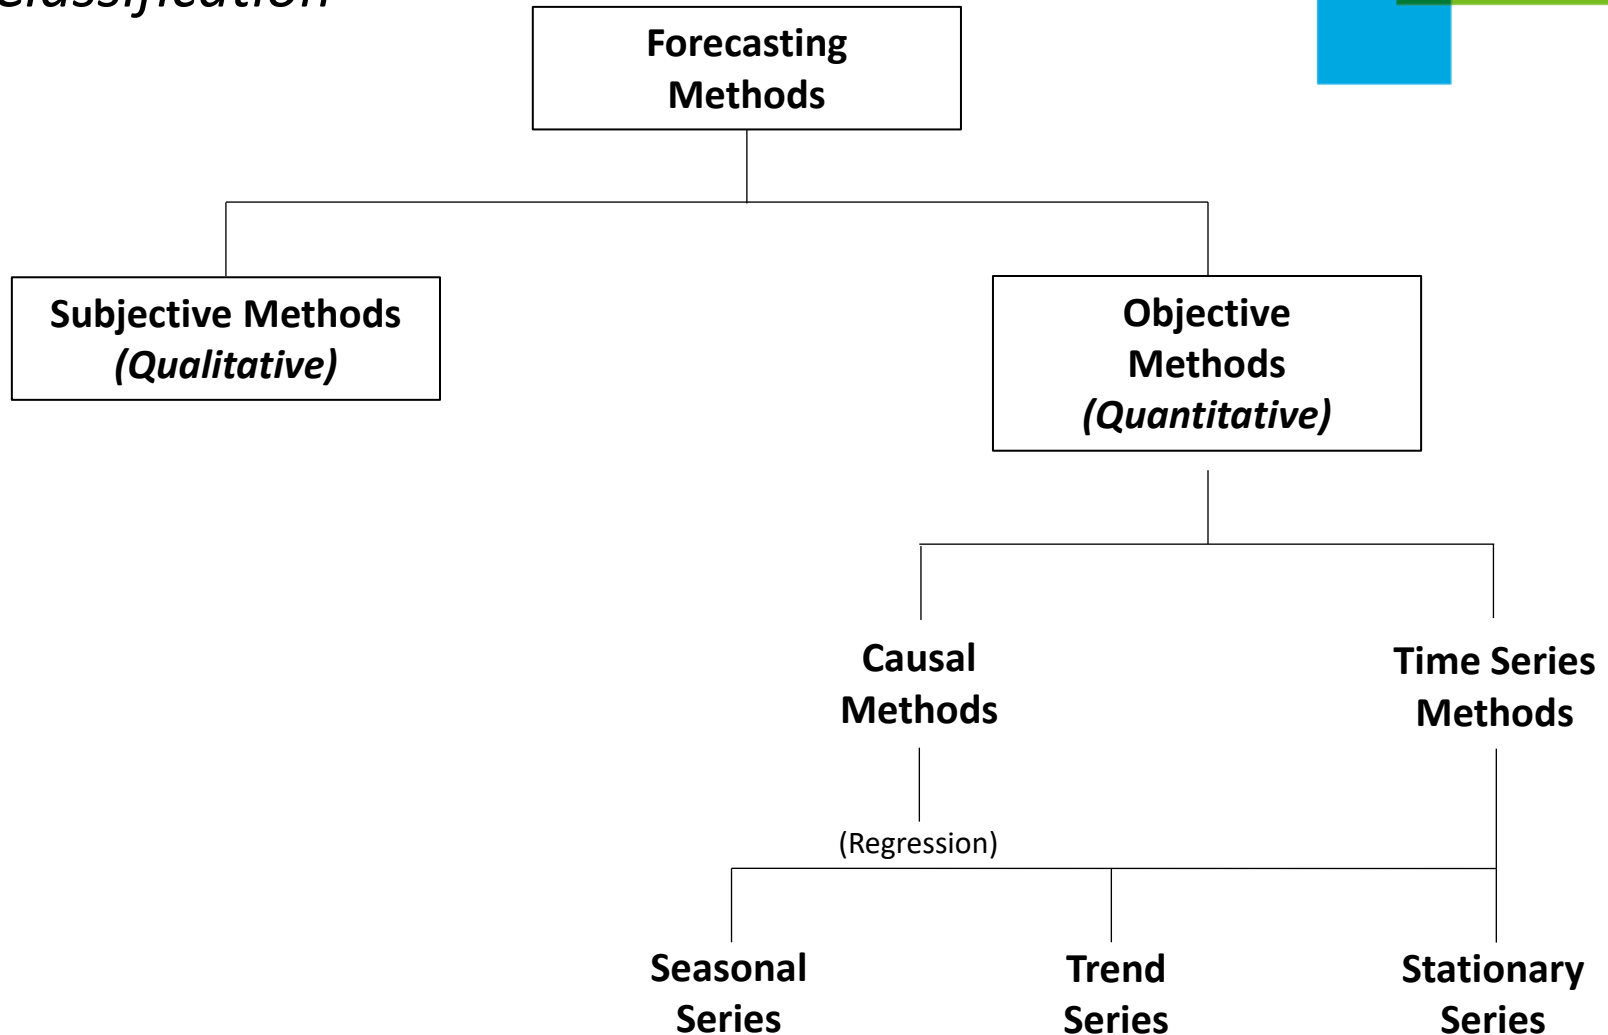 Classification
Forecasting
Methods
Subjective Methods
(Qualitative)
Objective
Methods
(Quantitative)
Causal
Methods
Time Series
Methods
(Regression)
Seasonal
Series
Trend
Series
Stationary
Series